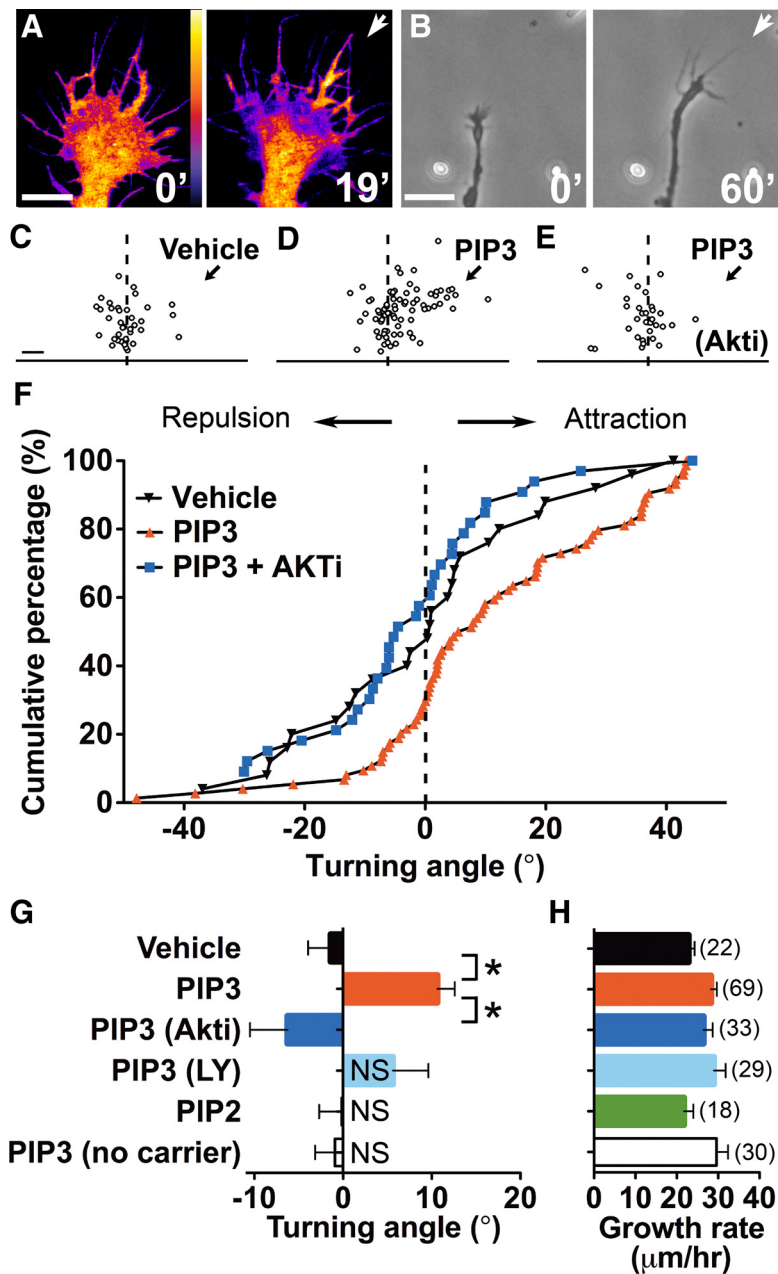 A
0'
19'
B
0'
60'
C
Vehicle
D
PIP3
E
PIP3
(Akti)
F
Repulsion
Attraction
Cumulative percentage (%)
100
80
60
40
20
0
Vehicle
PIP3
PIP3 + AKTi
-40
-20
0
20
40
Turning angle (°)
G
H
Vehicle
*
(22)
PIP3
*
(69)
PIP3 (Akti)
(33)
PIP3 (LY)
NS
(29)
PIP2
NS
(18)
PIP3 (no carrier)
NS
(30)
-10 0 10 20
Turning angle (°)
0 10 20 30 40
Growth rate
(μm/hr)